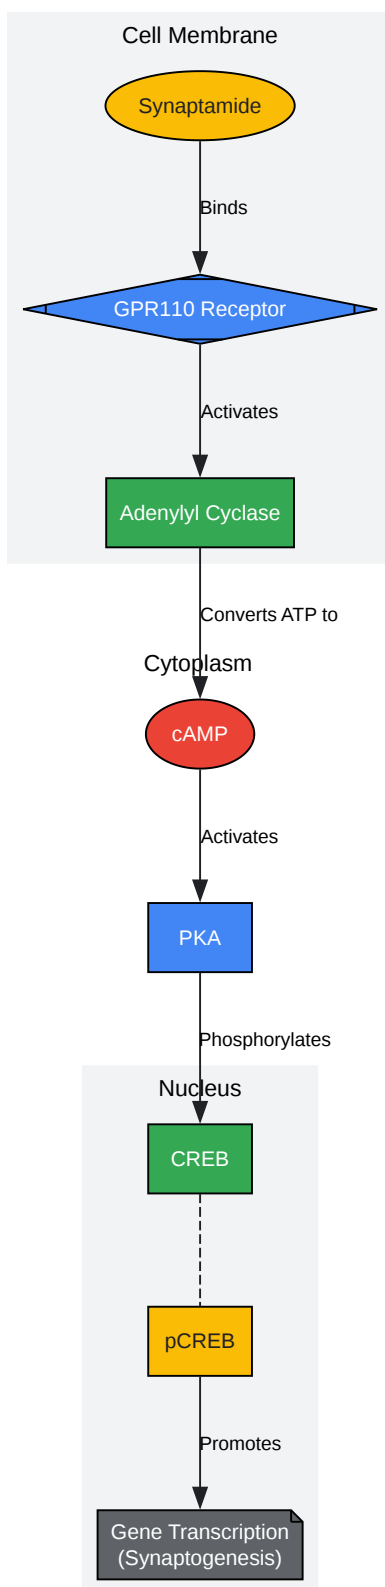 Cell Membrane
Synaptamide
Binds
GPR110 Receptor
Activates
Adenylyl Cyclase
Converts ATP to
Cytoplasm
cAMP
Activates
PKA
Phosphorylates
Nucleus
CREB
pCREB
Promotes
Gene Transcription
(Synaptogenesis)